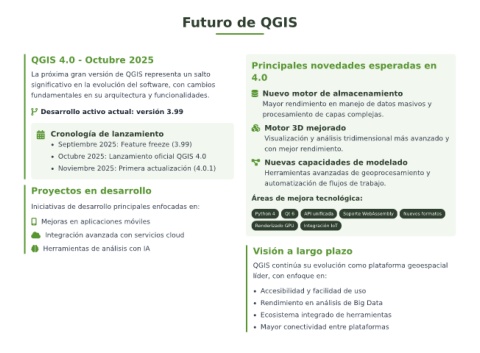 Futuro de QGIS
QGIS 4.0 - Octubre 2025
La próxima gran versión de QGIS representa un salto
significativo en la evolución del software, con cambios
fundamentales en su arquitectura y funcionalidades.
Desarrollo activo actual: versión 3.99
Cronología de lanzamiento
• Septiembre 2025: Feature freeze (3.99)
• Octubre 2025: Lanzamiento oficial QGIS 4.0
• Noviembre 2025: Primera actualización (4.0.1)
Proyectos en desarrollo
Iniciativas de desarrollo principales enfocadas en:
Mejoras en aplicaciones móviles
Integración avanzada con servicios cloud
Herramientas de análisis con IA
Principales novedades esperadas en
4.0
Nuevo motor de almacenamiento
Mayor rendimiento en manejo de datos masivos y
procesamiento de capas complejas.
Motor 3D mejorado
Visualización y análisis tridimensional más avanzado y
con mejor rendimiento.
Nuevas capacidades de modelado
Herramientas avanzadas de geoprocesamiento y
automatización de flujos de trabajo.
Áreas de mejora tecnológica:
Python 4 Qt 6 API unificada Soporte WebAssembly Nuevos formatos
Renderizado GPU Integración IoT
Visión a largo plazo
QGIS continúa su evolución como plataforma geoespacial
líder, con enfoque en:
• Accesibilidad y facilidad de uso
• Rendimiento en análisis de Big Data
• Ecosistema integrado de herramientas
• Mayor conectividad entre plataformas